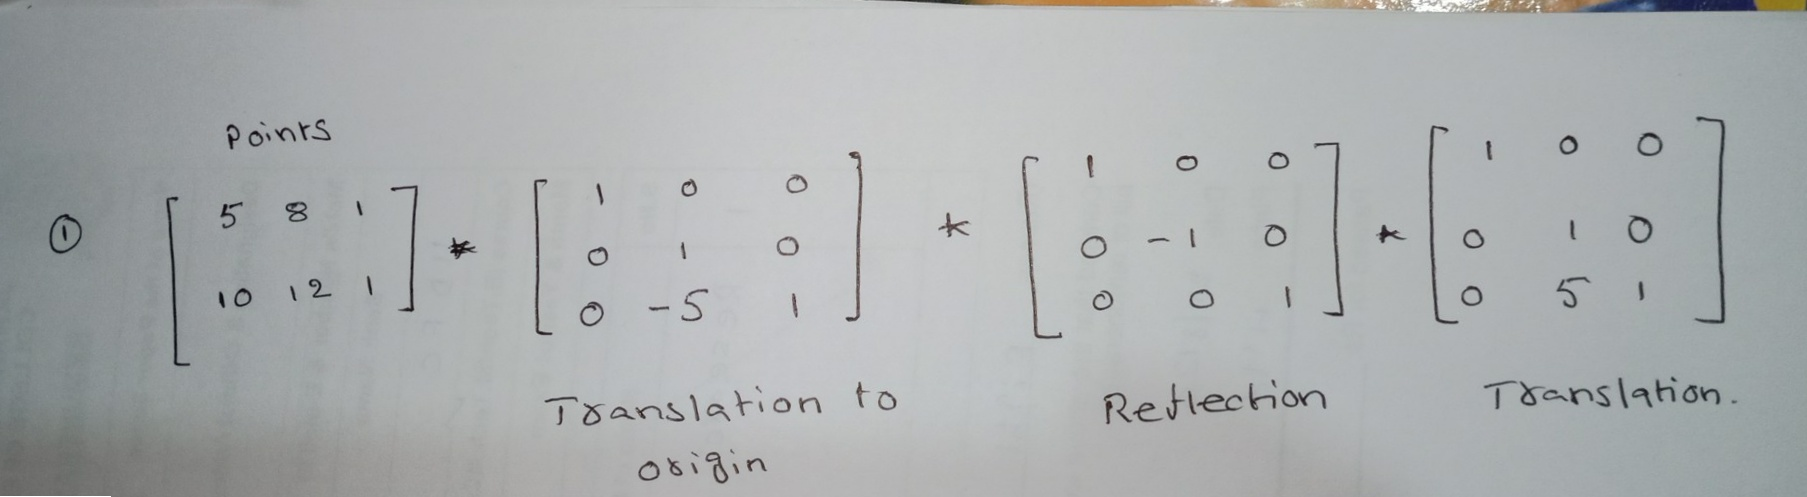 Points
① [ 5 8 1 ] * [ 1 0 0 ] * [ 1 0 0 ] * [ 1 0 0 ]
[ 10 12 1 ] [ 0 1 0 ] [ 0 -1 0 ] [ 0 1 0 ]
[ 0 -5 1 ] [ 0 0 1 ] [ 0 5 1 ]
Translation to Reflection Translation.
origin